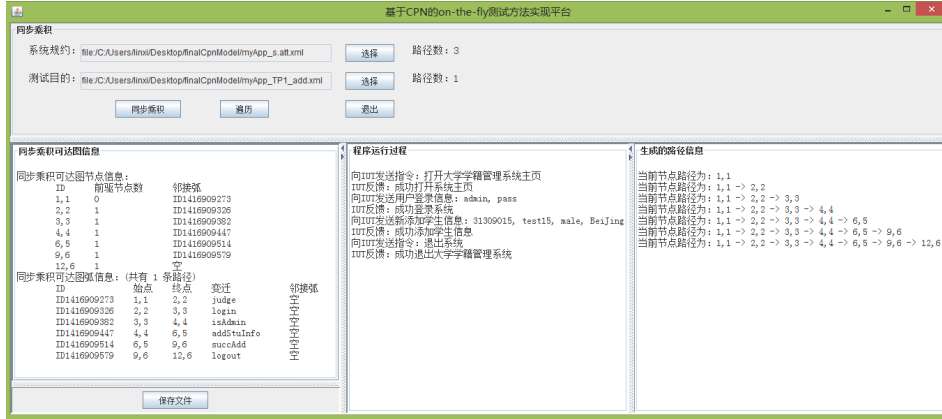 基于CPN的on-the-fly测试方法实现平台
同步乘积
系统规约: file:/C:/Users/linxi/Desktop/finalCpnModel/myApp_s.att.xml 选择 路径数: 3
测试目的: file:/C:/Users/linxi/Desktop/finalCpnModel/myApp_TP1_add.xml 选择 路径数: 1
同步乘积 遍历 退出
同步乘积可达图信息
同步乘积可达图节点信息:
ID 前驱节点数 邻接弧
1,1 0 ID1416909273
2,2 1 ID1416909326
3,3 1 ID1416909382
4,4 1 ID1416909447
6,5 1 ID1416909514
9,6 1 ID1416909579
12,6 1 空
同步乘积可达图弧信息: (共有 1 条路径)
ID 始点 终点 变迁 邻接弧
ID1416909273 1,1 2,2 judge 空
ID1416909326 2,2 3,3 login 空
ID1416909382 3,3 4,4 isAdmin 空
ID1416909447 4,4 6,5 addStuInfo 空
ID1416909514 6,5 9,6 succAdd 空
ID1416909579 9,6 12,6 logout 空
保存文件
程序运行过程
向IUT发送指令: 打开大学学籍管理系统主页
IUT反馈: 成功打开系统主页
向IUT发送用户登录信息: admin, pass
IUT反馈: 成功登录系统
向IUT发送新添加学生信息: 31309015, test15, male, BeiJing
IUT反馈: 成功添加学生信息
向IUT发送指令: 退出系统
IUT反馈: 成功退出大学学籍管理系统
生成的路径信息
当前节点路径为: 1,1
当前节点路径为: 1,1 -> 2,2
当前节点路径为: 1,1 -> 2,2 -> 3,3
当前节点路径为: 1,1 -> 2,2 -> 3,3 -> 4,4
当前节点路径为: 1,1 -> 2,2 -> 3,3 -> 4,4 -> 6,5
当前节点路径为: 1,1 -> 2,2 -> 3,3 -> 4,4 -> 6,5 -> 9,6
当前节点路径为: 1,1 -> 2,2 -> 3,3 -> 4,4 -> 6,5 -> 9,6 -> 12,6